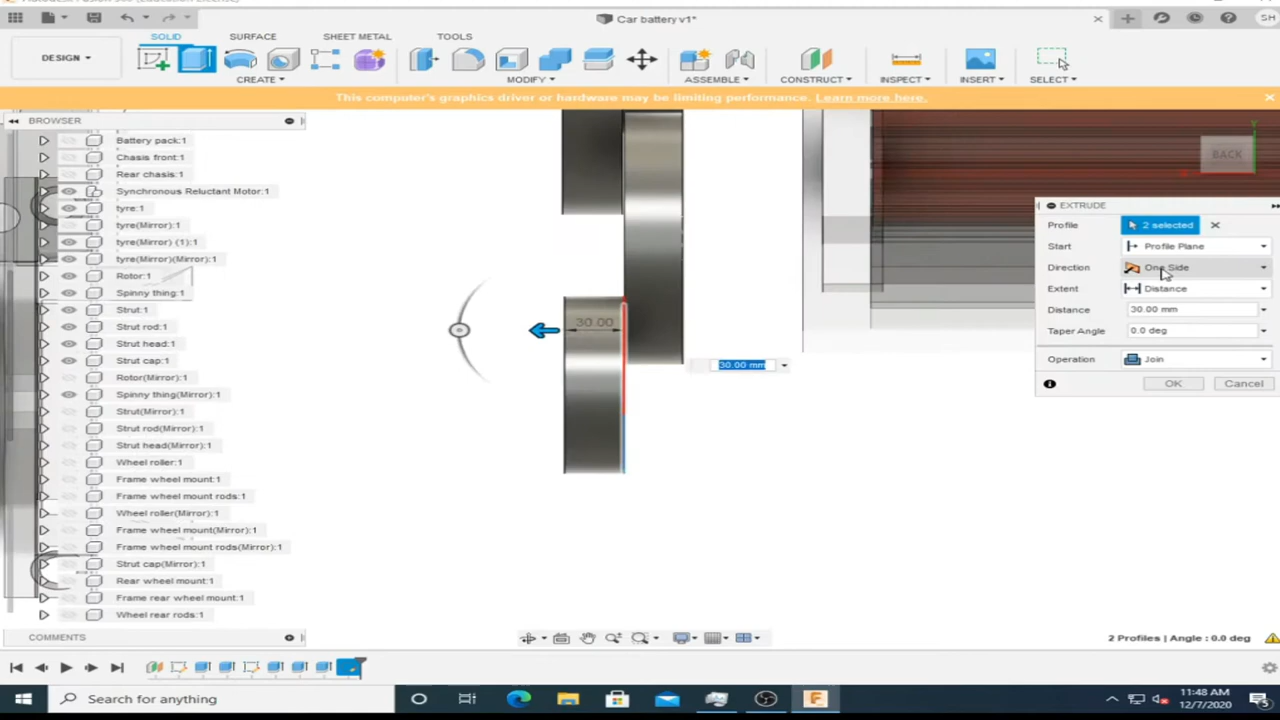 Car battery v1*
SH
SOLID SURFACE SHEET METAL TOOLS
DESIGN
CREATE MODIFY ASSEMBLE CONSTRUCT INSPECT INSERT SELECT
This computer's graphics driver or hardware may be limiting performance. Learn more here.
BROWSER
Battery pack:1
Chasis front:1
Rear chasis:1
Synchronous Reluctant Motor:1
tyre:1
tyre(Mirror):1
tyre(Mirror) (1):1
tyre(Mirror)(Mirror):1
Rotor:1
Spinny thing:1
Strut:1
Strut rod:1
Strut head:1
Strut cap:1
Rotor(Mirror):1
Spinny thing(Mirror):1
Strut(Mirror):1
Strut rod(Mirror):1
Strut head(Mirror):1
Wheel roller:1
Frame wheel mount:1
Frame wheel mount rods:1
Wheel roller(Mirror):1
Frame wheel mount(Mirror):1
Frame wheel mount rods(Mirror):1
Strut cap(Mirror):1
Rear wheel mount:1
Frame rear wheel mount:1
Wheel rear rods:1
COMMENTS
30.00
30.00 mm
BACK
EXTRUDE
Profile 2 selected
Start Profile Plane
Direction One Side
Extent Distance
Distance 30.00 mm
Taper Angle 0.0 deg
Operation Join
OK Cancel
2 Profiles | Angle : 0.0 deg
Search for anything
11:48 AM
12/7/2020